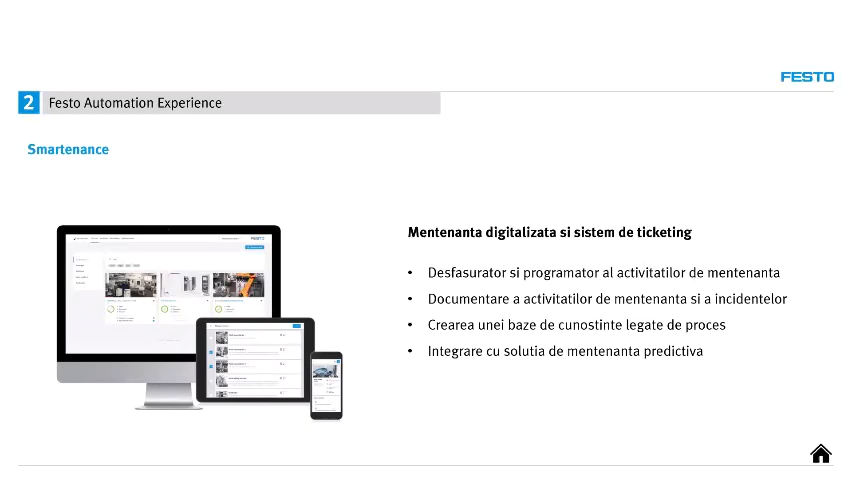 FESTO
2 Festo Automation Experience
Smartenance
Mentenanta digitalizata si sistem de ticketing
• Desfasurator si programator al activitatilor de mentenanta
• Documentare a activitatilor de mentenanta si a incidentelor
• Crearea unei baze de cunostinte legate de proces
• Integrare cu solutia de mentenanta predictiva
FESTO